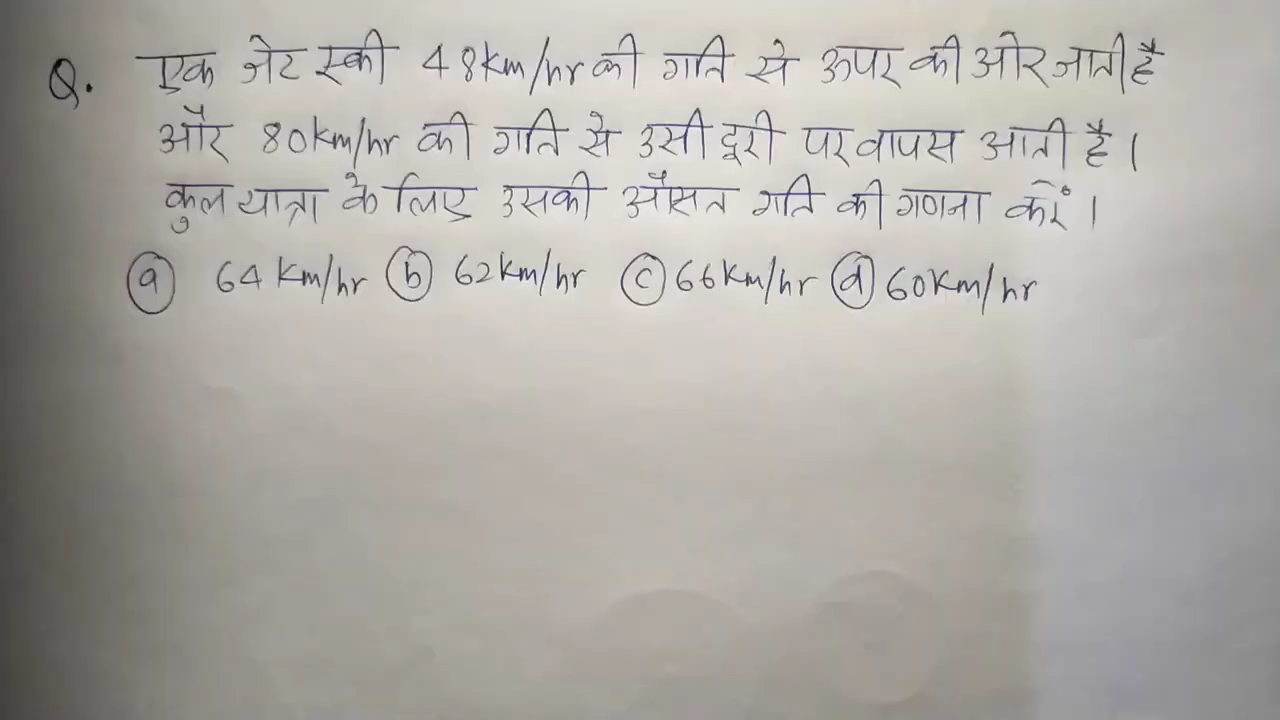 Q. एक जेट स्की 48km/hr की गति से ऊपर की ओर जाती है
और 80km/hr की गति से उसी दूरी पर वापस आती है।
कुल यात्रा के लिए उसकी औसत गति की गणना करें।
(a) 64 km/hr (b) 62km/hr (c) 66km/hr (d) 60km/hr